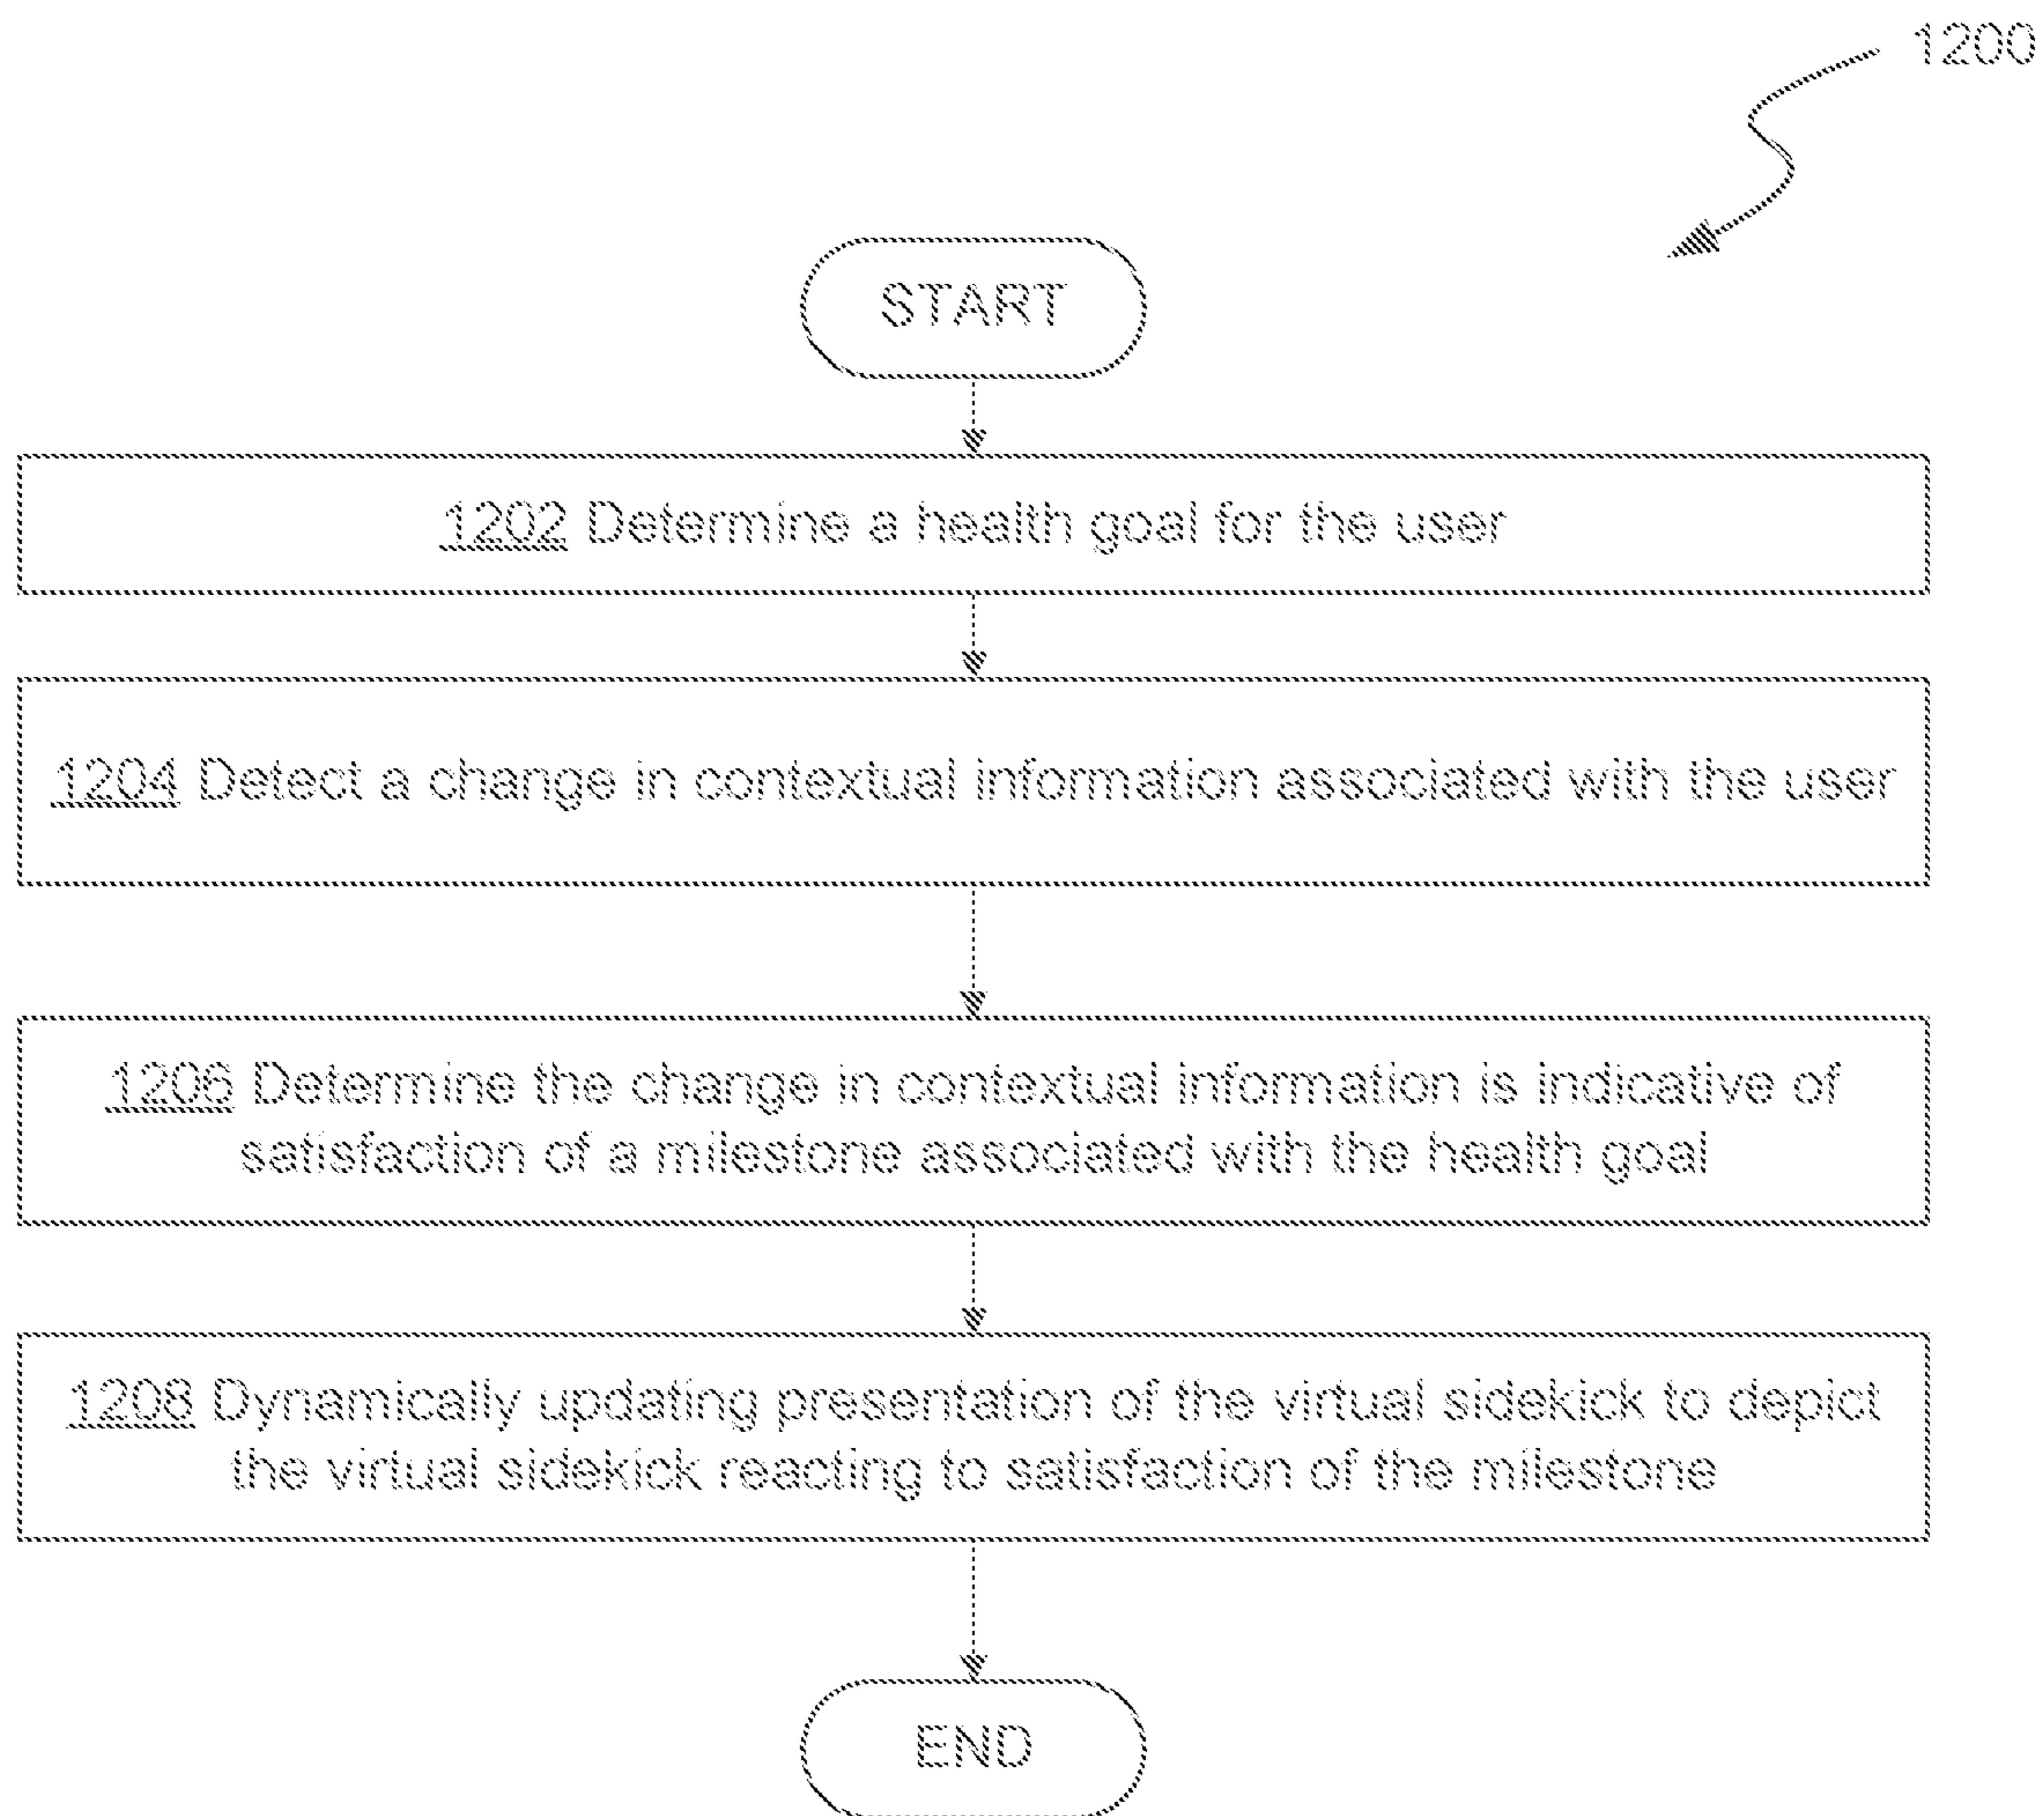 1200
START
1202 Determine a health goal for the user
1204 Detect a change in contextual information associated with the user
1206 Determine the change in contextual information is indicative of
satisfaction of a milestone associated with the health goal
1208 Dynamically updating presentation of the virtual sidekick to depict
the virtual sidekick reacting to satisfaction of the milestone
END